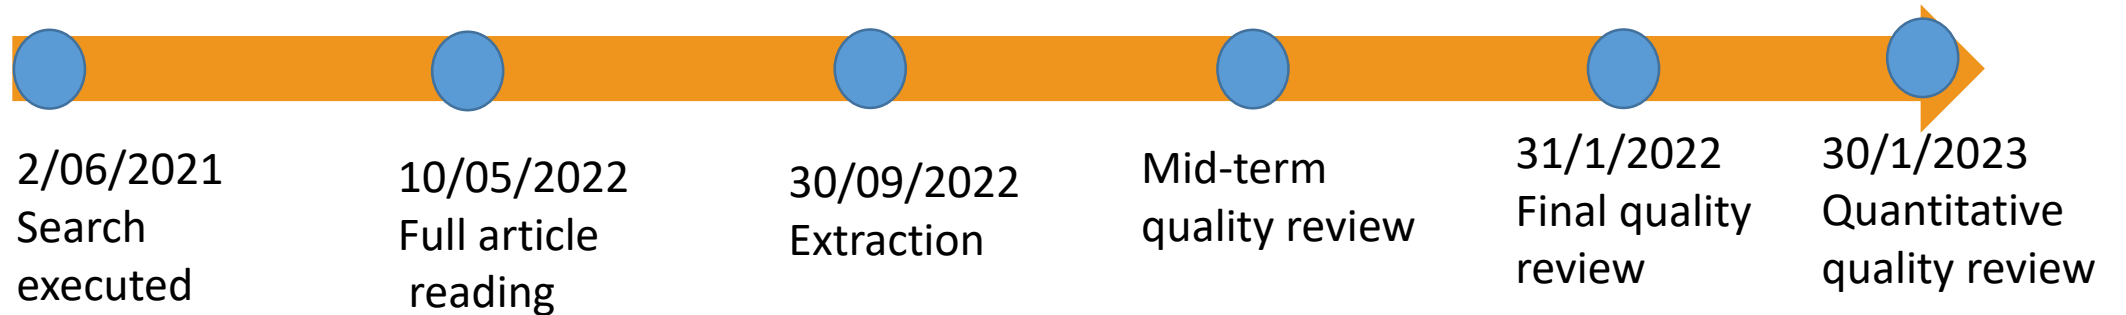 2/06/2021
Search
executed
10/05/2022
Full article
reading
30/09/2022
Extraction
Mid-term
quality review
31/1/2022
Final quality
review
30/1/2023
Quantitative
quality review